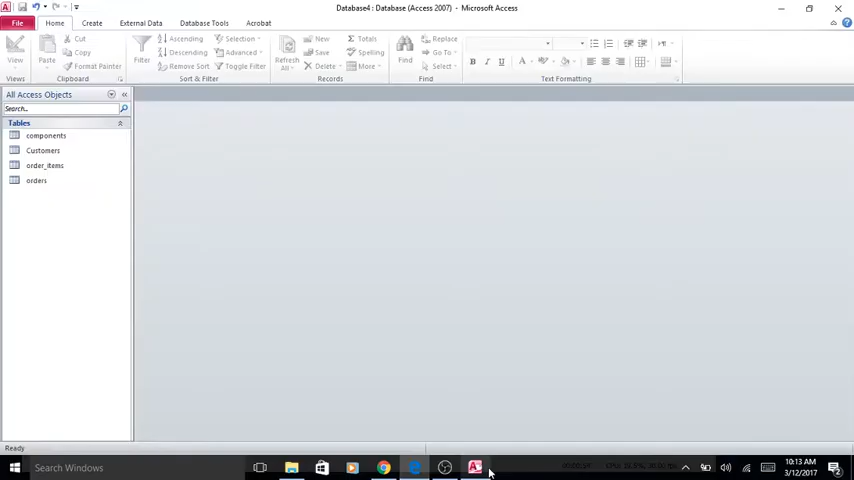 Database4 : Database (Access 2007) - Microsoft Access
File Home Create External Data Database Tools Acrobat
View Paste Cut Copy Format Painter
Filter Ascending Descending Remove Sort Selection Advanced Toggle Filter
Refresh All New Save Delete Totals Spelling More
Find Replace Go To Select
Views Clipboard Sort & Filter Records Find Text Formatting
All Access Objects
Search...
Tables
components
Customers
order_items
orders
Ready
Search Windows
10:13 AM
3/12/2017